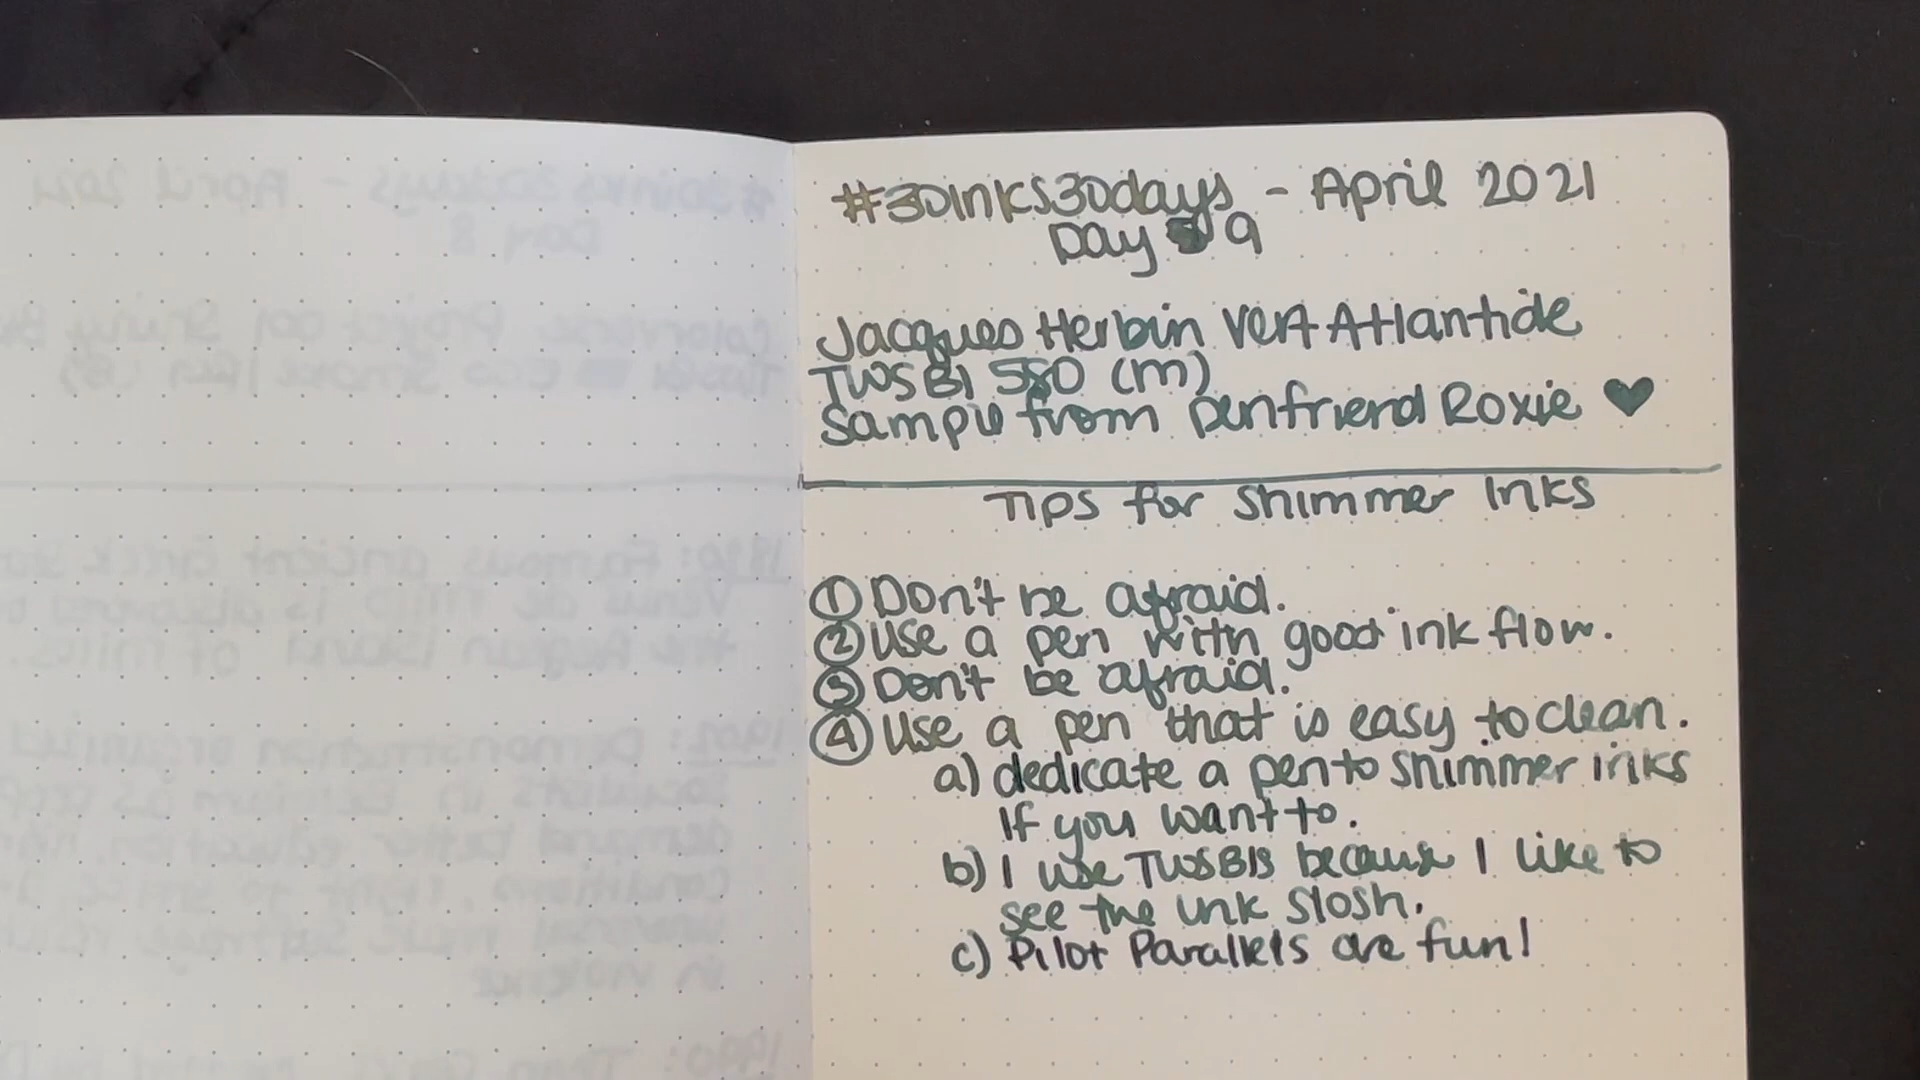 #30inks30days - April 2021
Day 9
Jacques Herbin Vert Atlantide
TWSBI 580 (m)
Sample from penfriend Roxie ♥
Tips for Shimmer Inks
① Don't be afraid.
② Use a pen with good ink flow.
③ Don't be afraid.
④ Use a pen that is easy to clean.
a) dedicate a pen to shimmer inks
if you want to.
b) I use TWSBIs because I like to
see the ink slosh.
c) Pilot Parallels are fun!